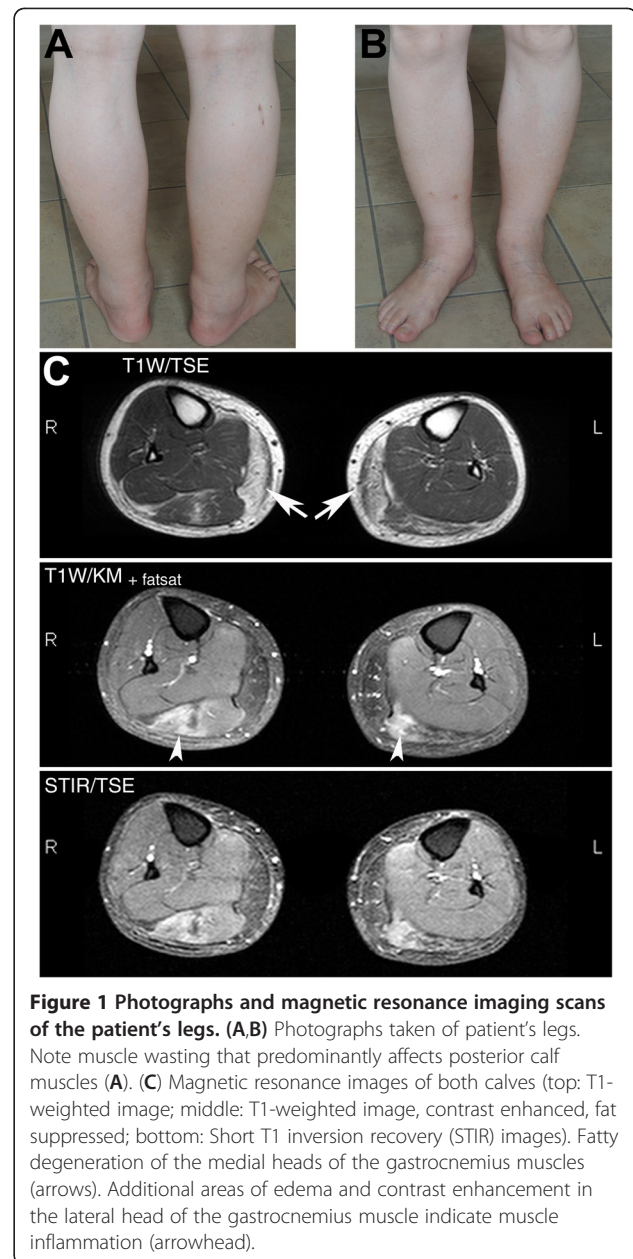 A
B
C
T1W/TSE
R
L
T1W/KM + fatsat
R
L
STIR/TSE
R
L
Figure 1 Photographs and magnetic resonance imaging scans
of the patient's legs. (A,B) Photographs taken of patient's legs.
Note muscle wasting that predominantly affects posterior calf
muscles (A). (C) Magnetic resonance images of both calves (top: T1-
weighted image; middle: T1-weighted image, contrast enhanced, fat
suppressed; bottom: Short T1 inversion recovery (STIR) images). Fatty
degeneration of the medial heads of the gastrocnemius muscles
(arrows). Additional areas of edema and contrast enhancement in
the lateral head of the gastrocnemius muscle indicate muscle
inflammation (arrowhead).